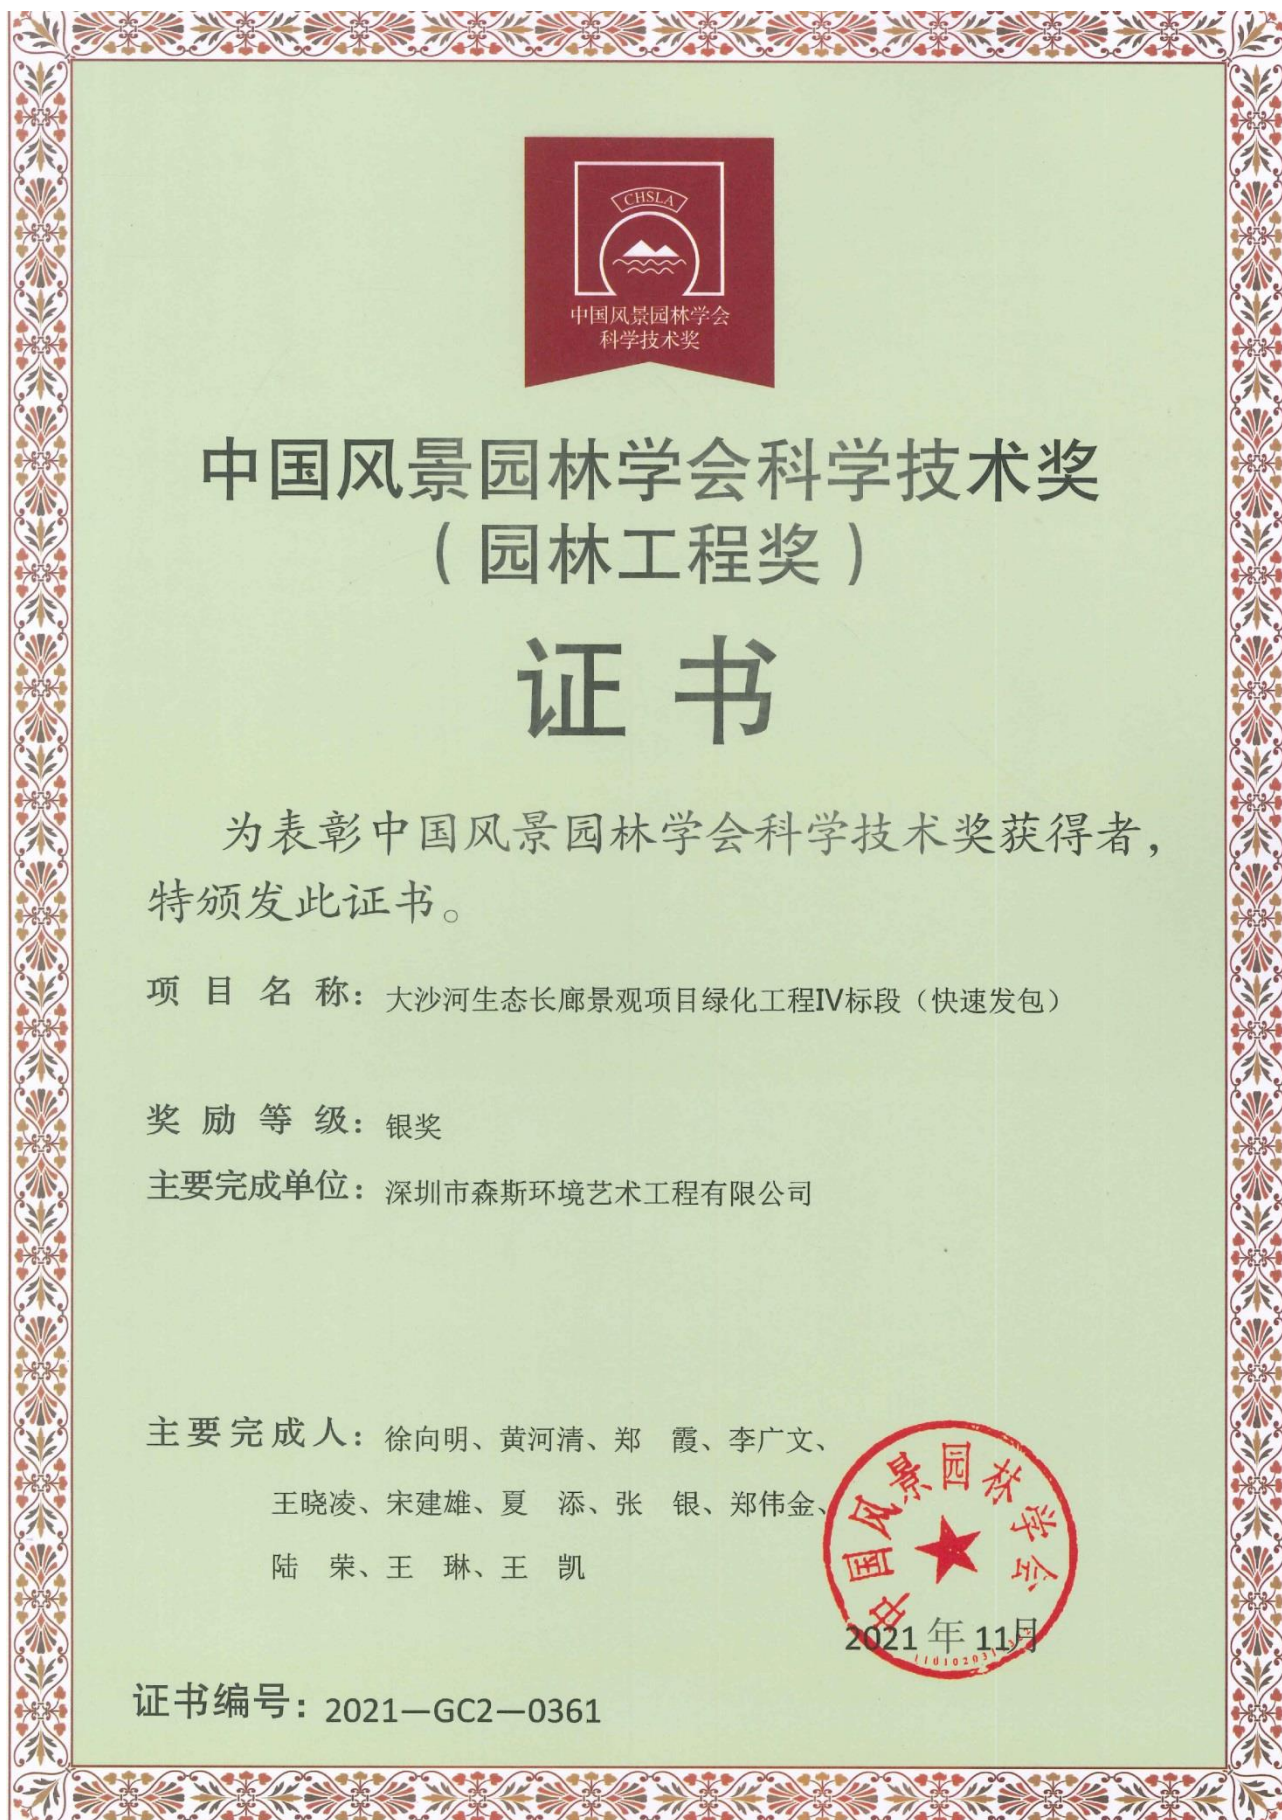 CHSLA
中国风景园林学会
科学技术奖
中国风景园林学会科学技术奖
（园林工程奖）
证书
为表彰中国风景园林学会科学技术奖获得者，
特颁发此证书。
项目名称：大沙河生态长廊景观项目绿化工程IV标段（快速发包）
奖励等级：银奖
主要完成单位：深圳市森斯环境艺术工程有限公司
主要完成人：徐向明、黄河清、郑 霞、李广文、
王晓凌、宋建雄、夏 添、张 银、郑伟金、
陆 荣、王 琳、王 凯
中国风景园林学会
2021年11月
证书编号：2021—GC2—0361